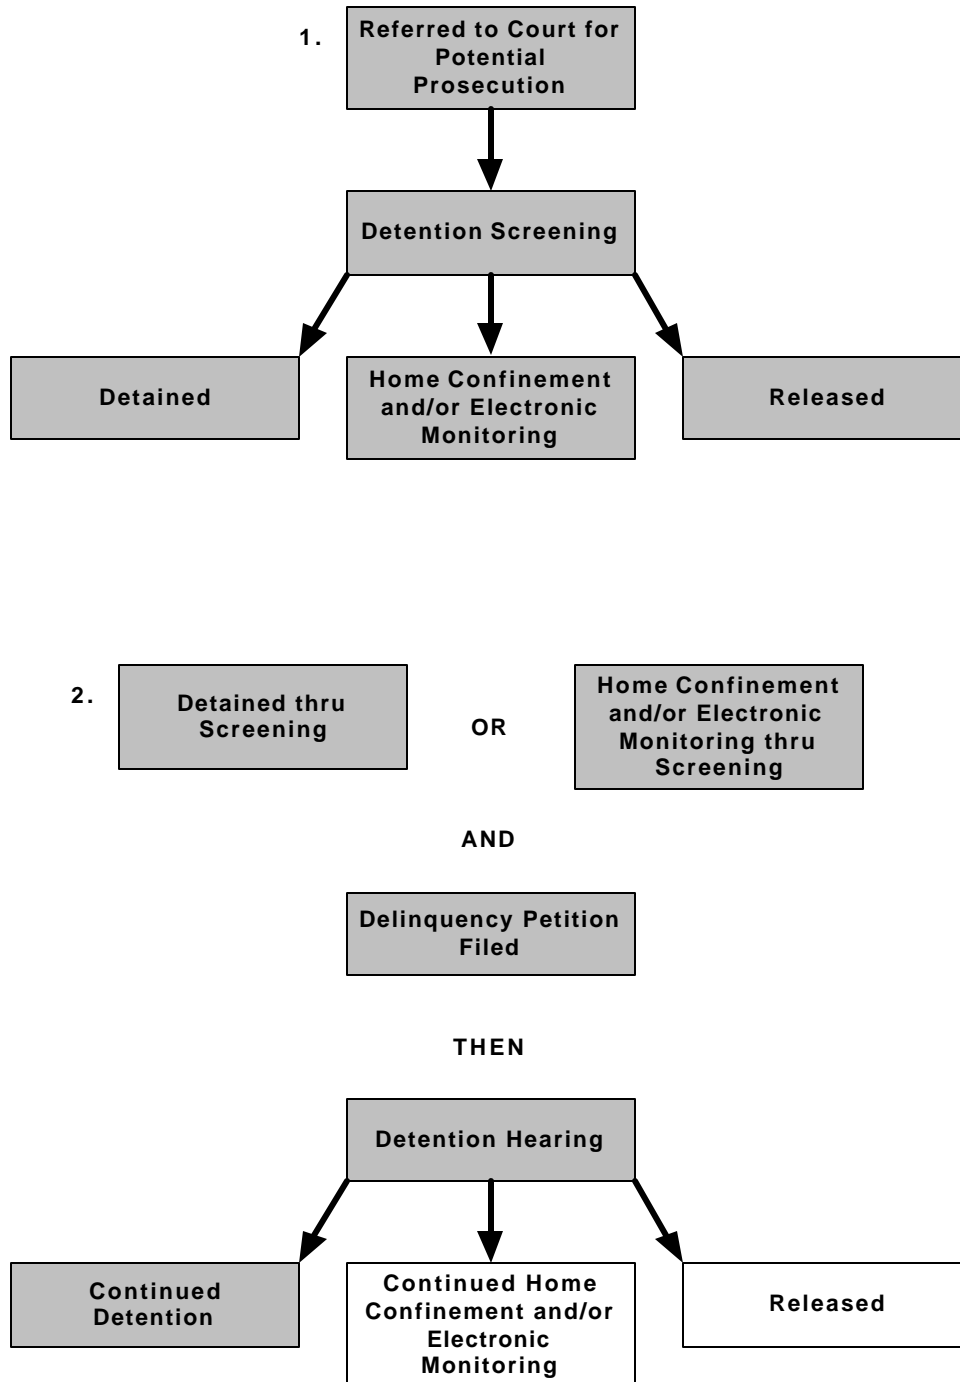 1.
Referred to Court for
Potential
Prosecution
Detention Screening
Detained
Home Confinement
and/or Electronic
Monitoring
Released
2.
Detained thru
Screening
OR
Home Confinement
and/or Electronic
Monitoring thru
Screening
AND
Delinquency Petition
Filed
THEN
Detention Hearing
Continued
Detention
Continued Home
Confinement and/or
Electronic
Monitoring
Released